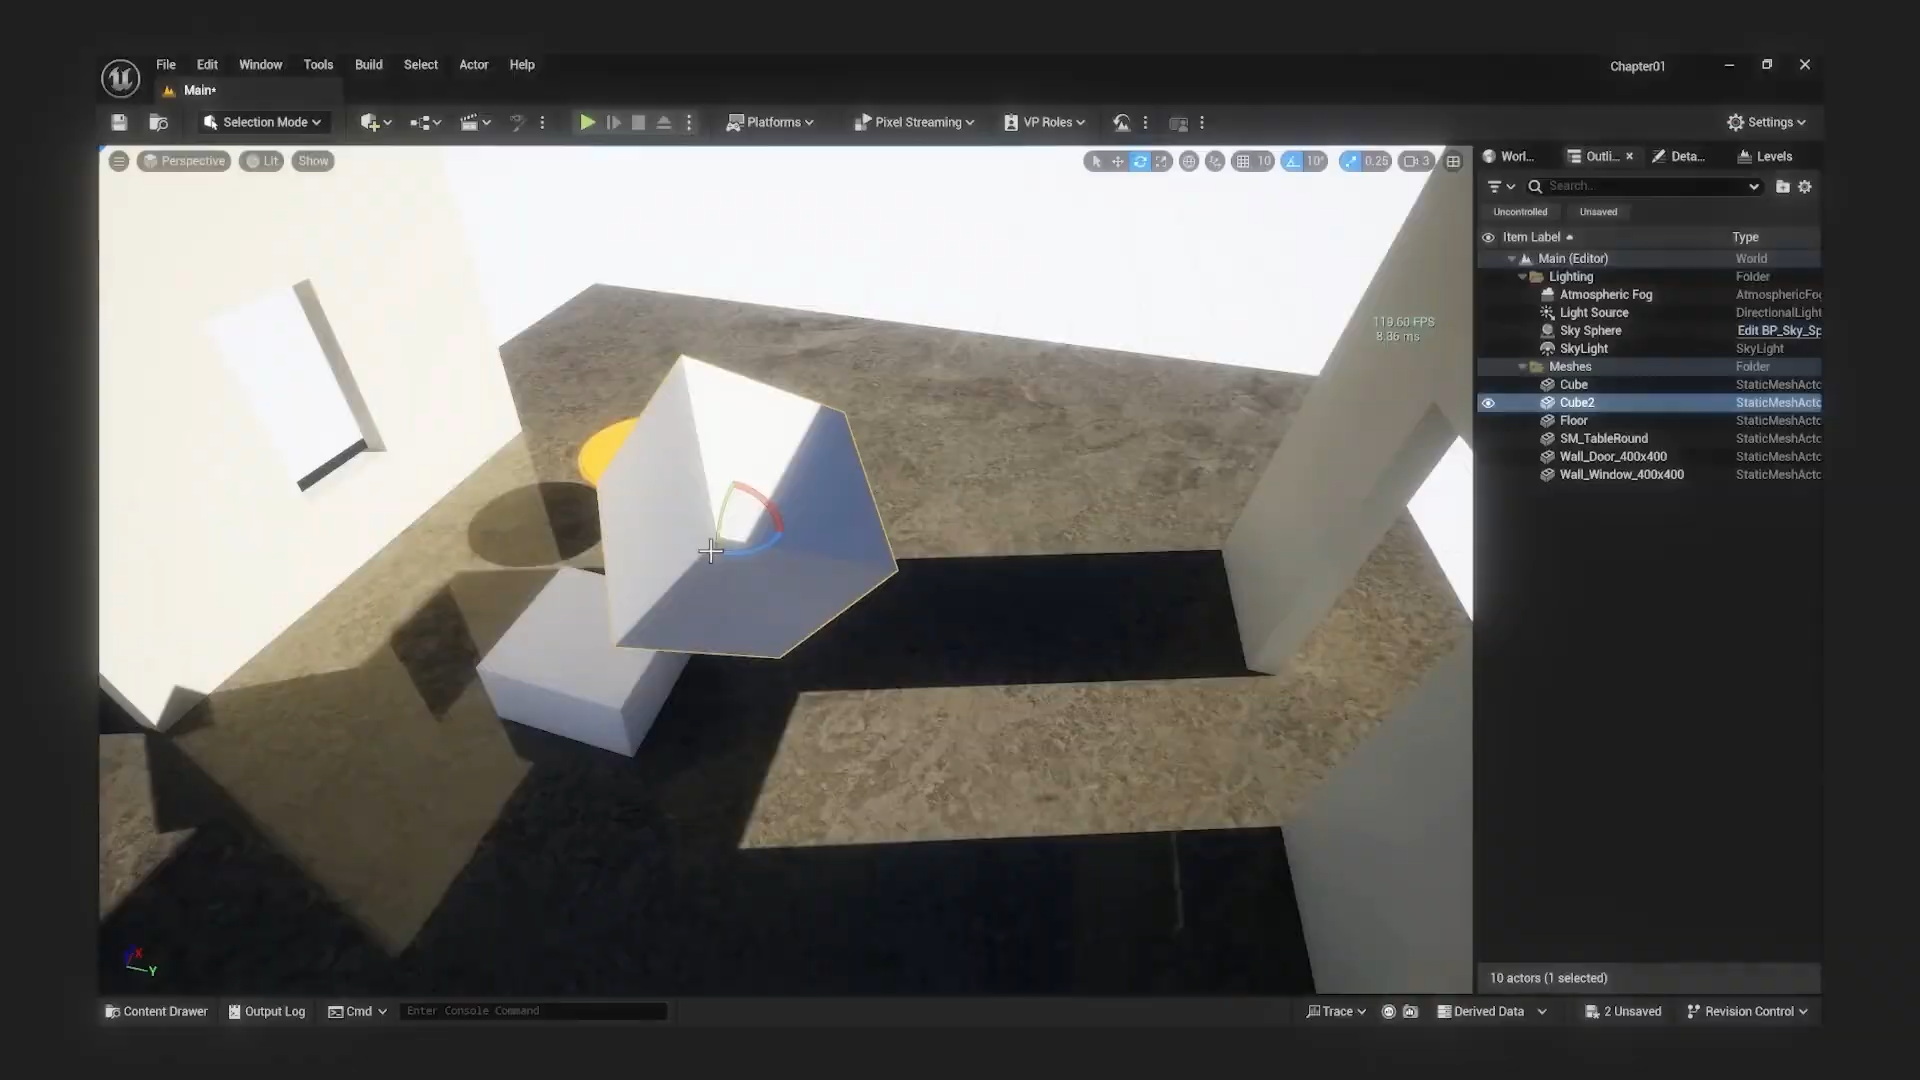 File Edit Window Tools Build Select Actor Help
Chapter01
Main*
Selection Mode
Platforms
Pixel Streaming
VP Roles
Settings
Perspective Lit Show
10 10° 0.25 3
119.60 FPS
8.36 ms
Y
Worl... Outli... Deta... Levels
Search...
Uncontrolled Unsaved
Item Label Type
Main (Editor) World
Lighting Folder
Atmospheric Fog AtmosphericFog
Light Source DirectionalLight
Sky Sphere Edit BP_Sky_Sp
SkyLight SkyLight
Meshes Folder
Cube StaticMeshActo
Cube2 StaticMeshActo
Floor StaticMeshActo
SM_TableRound StaticMeshActo
Wall_Door_400x400 StaticMeshActo
Wall_Window_400x400 StaticMeshActo
10 actors (1 selected)
Content Drawer Output Log Cmd Enter Console Command Trace Derived Data 2 Unsaved Revision Control